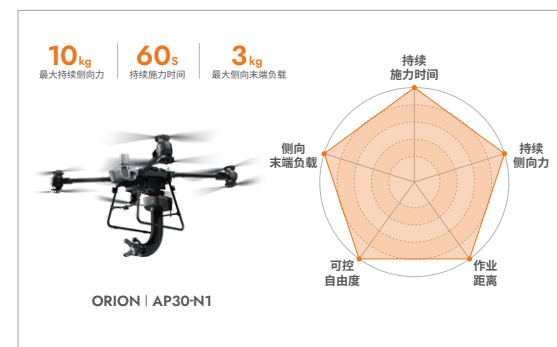 10kg
最大持续侧向力
60s
持续施力时间
3kg
最大侧向末端负载
持续
施力时间
侧向
末端负载
持续
侧向力
可控
自由度
作业
距离
ORION | AP30-N1